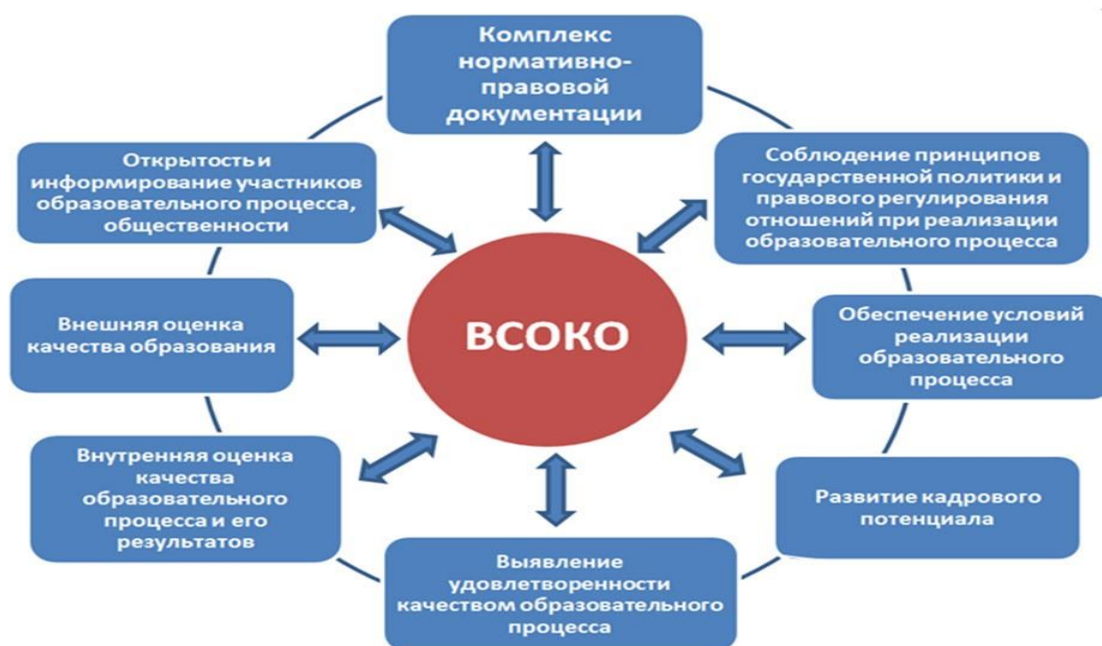 Комплекс
нормативно-
правовой
документации
Открытость и
информирование участников
образовательного процесса,
общественности
Соблюдение принципов
государственной политики и
правового регулирования
отношений при реализации
образовательного процесса
Внешняя оценка
качества образования
ВСОКО
Обеспечение условий
реализации
образовательного
процесса
Внутренняя оценка
качества
образовательного
процесса и его
результатов
Развитие кадрового
потенциала
Выявление
удовлетворенности
качеством образовательного
процесса